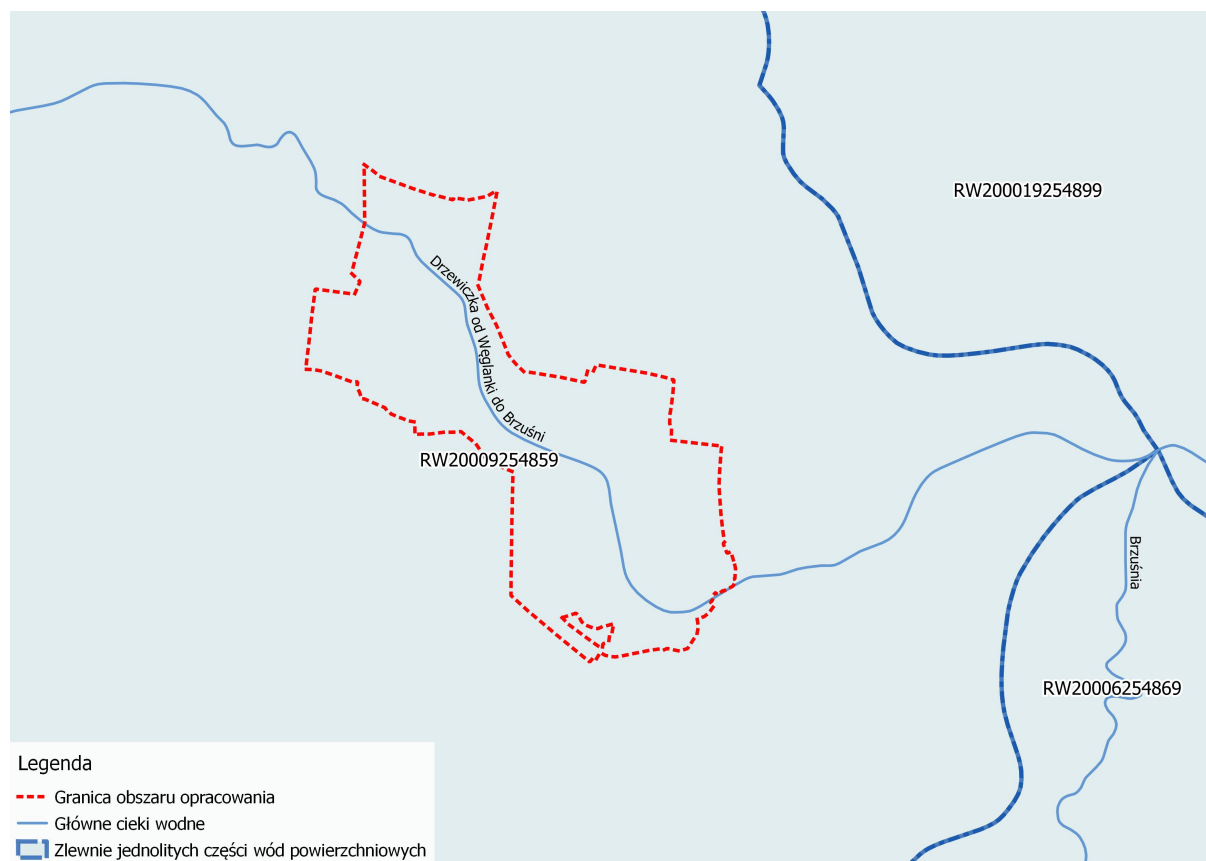 RW200019254899
Drzewiczka od Węglanki do Brzuśni
RW20009254859
Brzuśnia
RW20006254869
Legenda
Granica obszaru opracowania
Główne cieki wodne
Zlewnie jednolitych części wód powierzchniowych